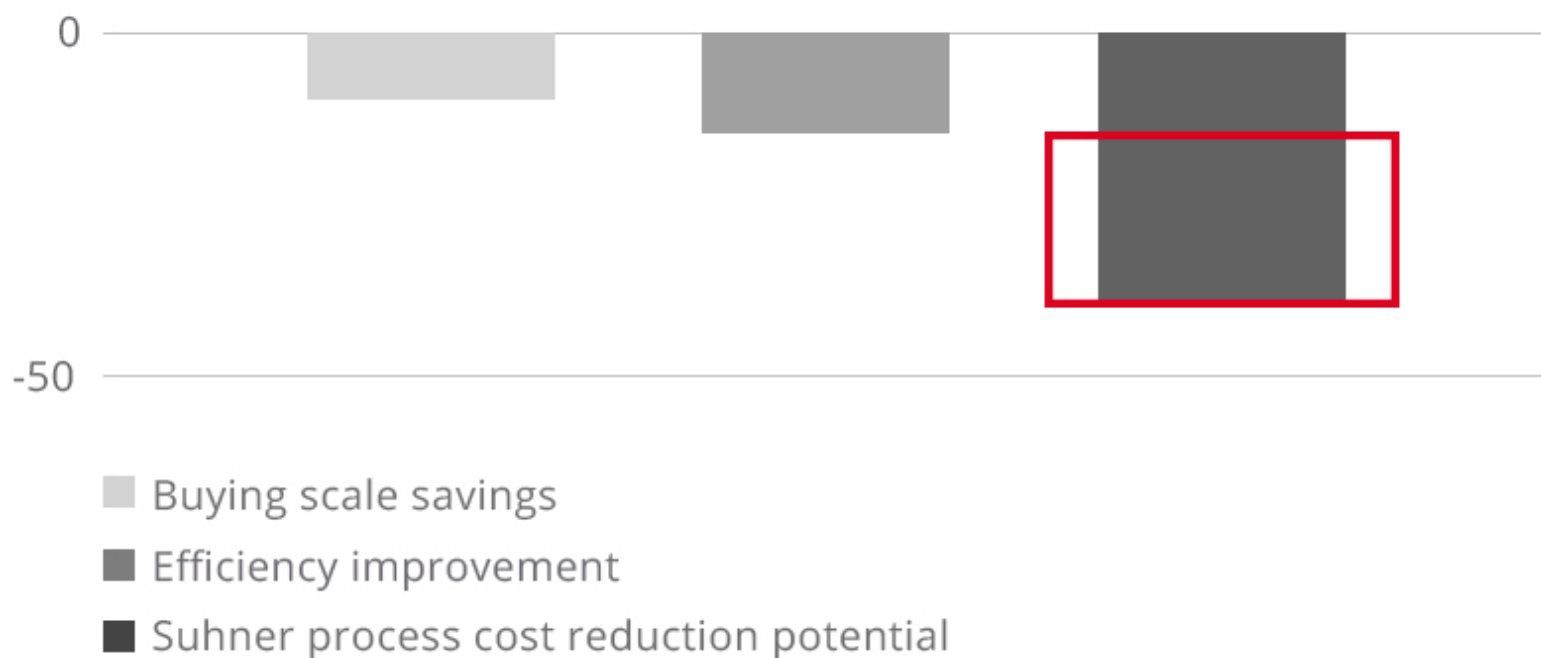 0
-50
Buying scale savings
Efficiency improvement
Suhner process cost reduction potential